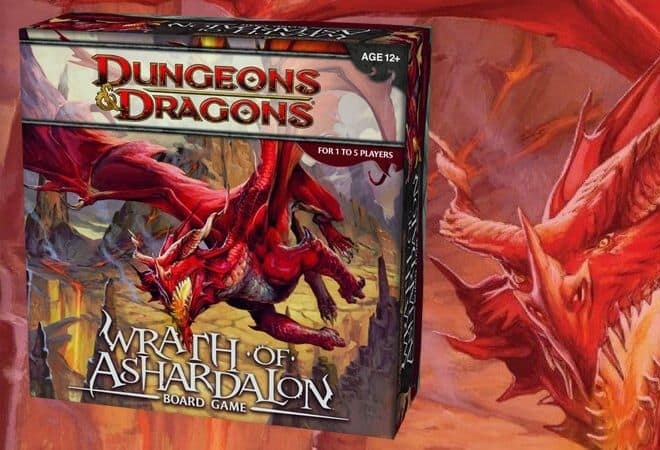 AGE 12+
DUNGEONS
& DRAGONS
FOR 1 TO 5 PLAYERS
WRATH OF
ASHARDALON
BOARD GAME